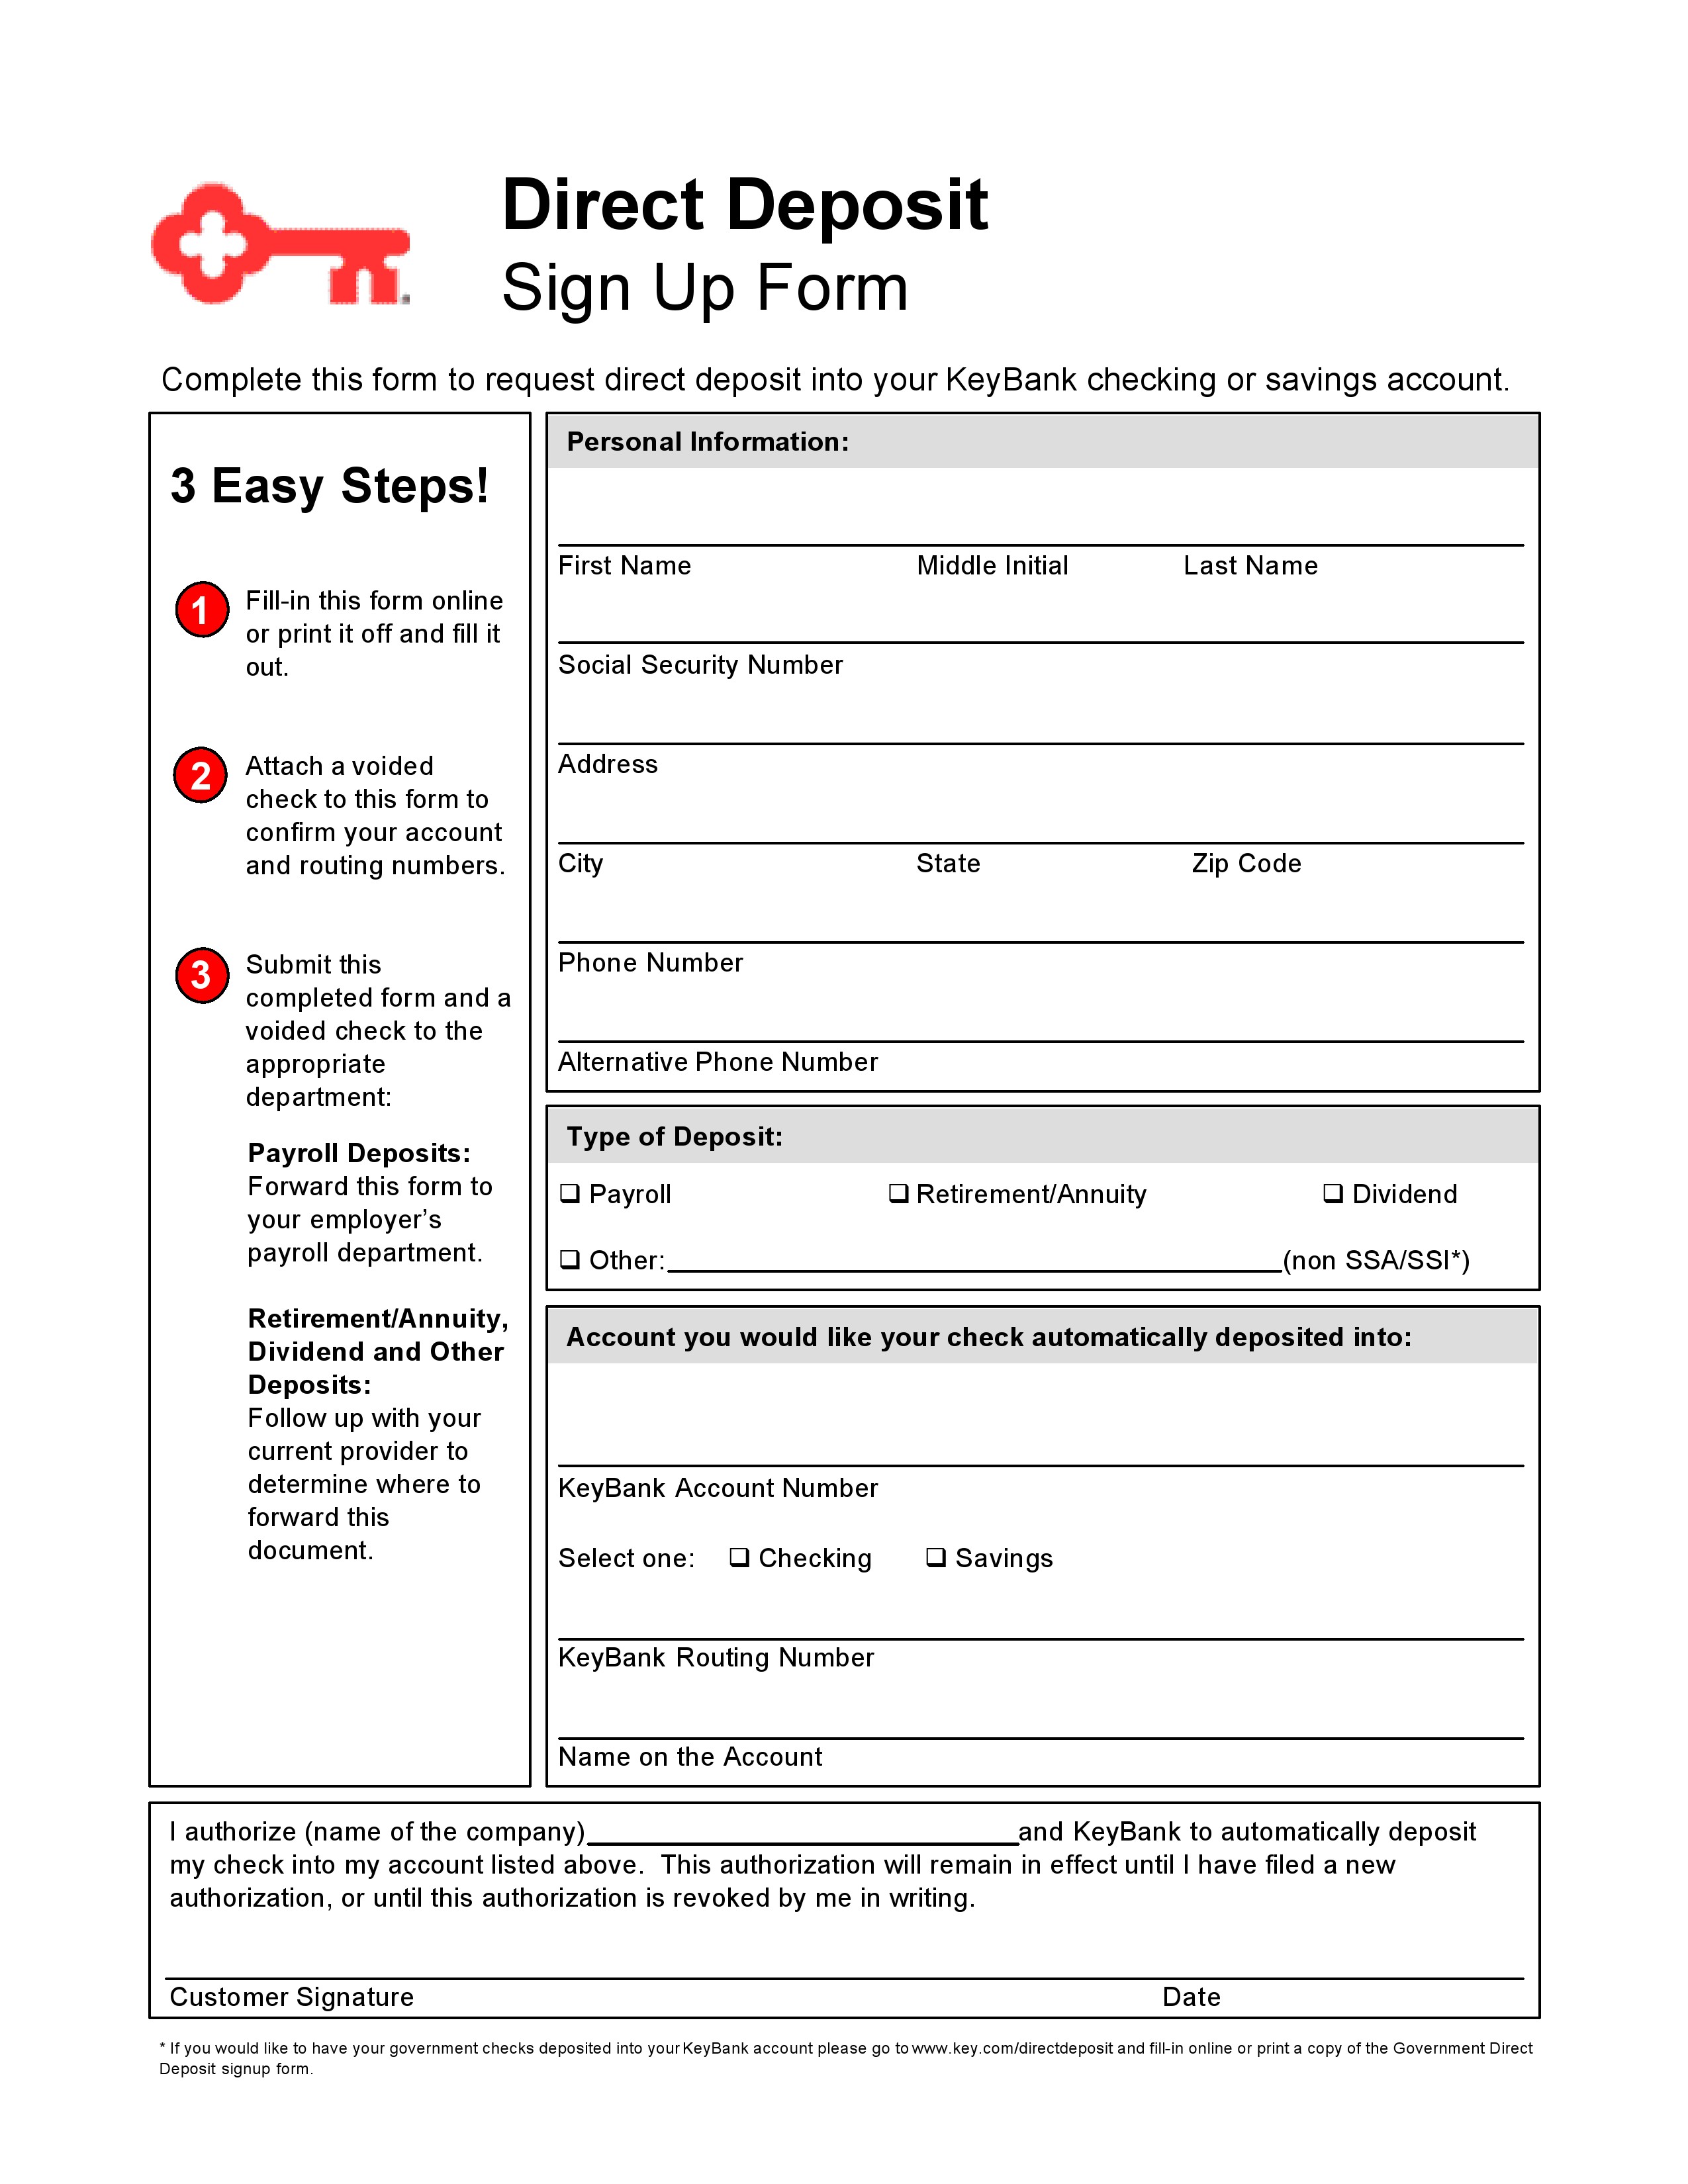 Direct Deposit
Sign Up Form
Complete this form to request direct deposit into your KeyBank checking or savings account.
3 Easy Steps!
1 Fill-in this form online
or print it off and fill it
out.
2 Attach a voided
check to this form to
confirm your account
and routing numbers.
3 Submit this
completed form and a
voided check to the
appropriate
department:
Payroll Deposits:
Forward this form to
your employer’s
payroll department.
Retirement/Annuity,
Dividend and Other
Deposits:
Follow up with your
current provider to
determine where to
forward this
document.
Personal Information:
First Name Middle Initial Last Name
Social Security Number
Address
City State Zip Code
Phone Number
Alternative Phone Number
Type of Deposit:
❑ Payroll ❑ Retirement/Annuity ❑ Dividend
❑ Other:______________________(non SSA/SSI*)
Account you would like your check automatically deposited into:
KeyBank Account Number
Select one: ❑ Checking ❑ Savings
KeyBank Routing Number
Name on the Account
I authorize (name of the company)______________________and KeyBank to automatically deposit
my check into my account listed above. This authorization will remain in effect until I have filed a new
authorization, or until this authorization is revoked by me in writing.
Customer Signature Date
* If you would like to have your government checks deposited into your KeyBank account please go to www.key.com/directdeposit and fill-in online or print a copy of the Government Direct
Deposit signup form.